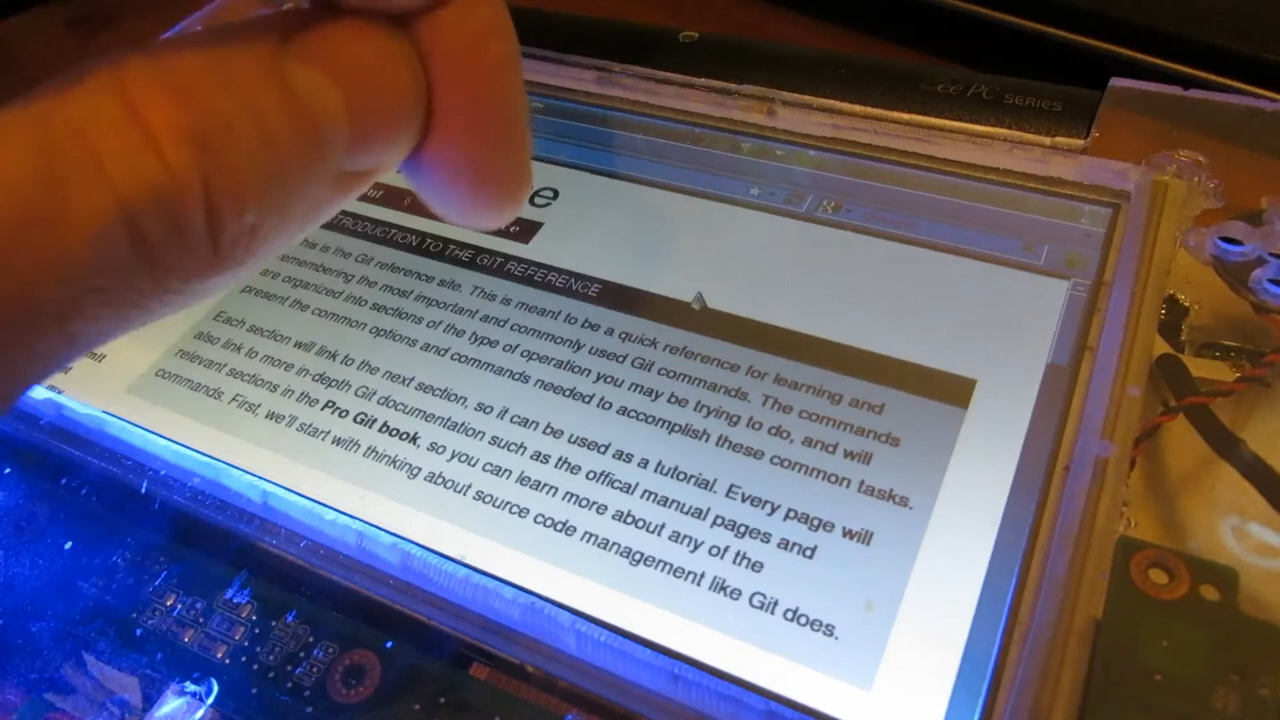 ee PC SERIES
e
ut §
TRODUCTION TO THE GIT REFERENCE
his is the Git reference site. This is meant to be a quick reference for learning and
emembering the most important and commonly used Git commands. The commands
are organized into sections of the type of operation you may be trying to do, and will
present the common options and commands needed to accomplish these common tasks.
Each section will link to the next section, so it can be used as a tutorial. Every page will
also link to more in-depth Git documentation such as the offical manual pages and
relevant sections in the Pro Git book, so you can learn more about any of the
commands. First, we'll start with thinking about source code management like Git does.